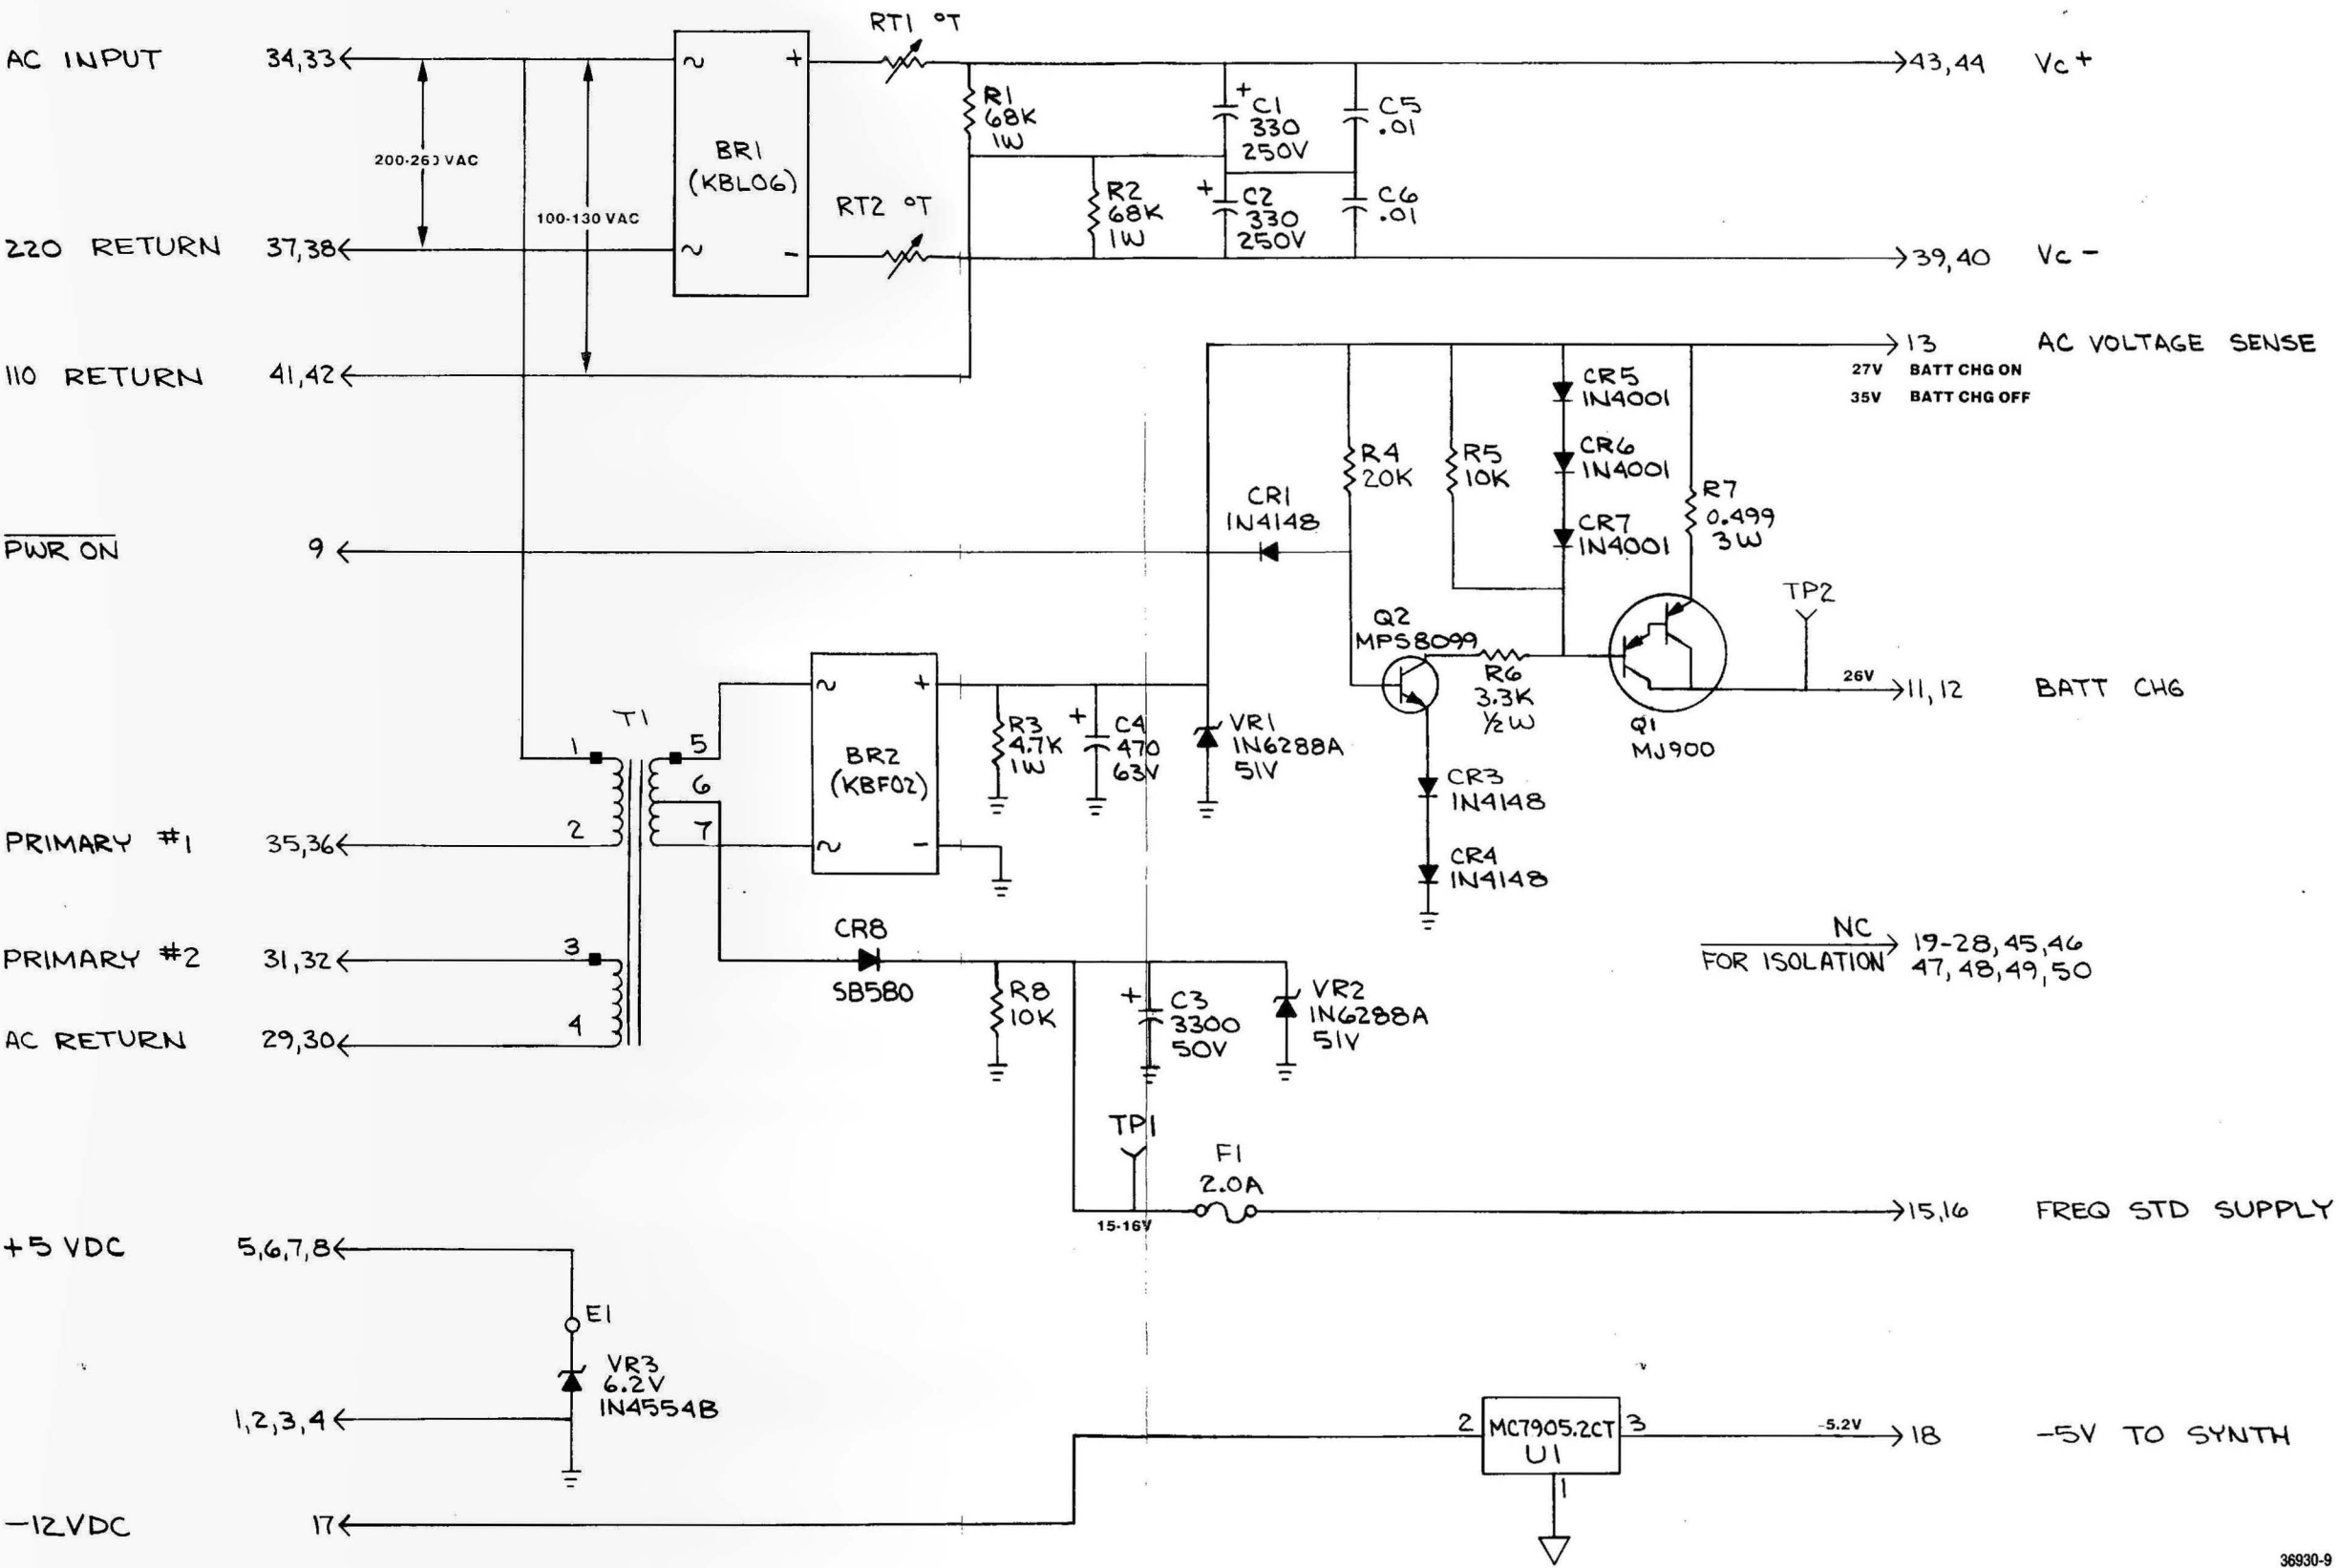 RT1 °T
AC INPUT 34,33 ~ + 43,44 Vc+
R1
68K
1W
+ C1
330
250V
C5
.01
200-260 VAC
BR1
(KBL06)
100-130 VAC
RT2 °T
R2
68K
1W
+ C2
330
250V
C6
.01
220 RETURN 37,38 ~ − 39,40 Vc−
110 RETURN 41,42
13 AC VOLTAGE SENSE
27V BATT CHG ON
35V BATT CHG OFF
CR5
1N4001
CR6
1N4001
CR7
1N4001
R4
20K
R5
10K
R7
0.499
3W
CR1
1N4148
PWR ON 9
Q2
MPS8099
R6
3.3K
1/2W
Q1
MJ900
TP2
26V 11,12 BATT CHG
T1
1 5
6
2 7
~ +
BR2
(KBF02)
~ −
R3
4.7K
1W
+ C4
470
63V
VR1
1N6288A
51V
CR3
1N4148
CR4
1N4148
PRIMARY #1 35,36
PRIMARY #2 31,32 3
AC RETURN 29,30 4
CR8
SB580
R8
10K
+ C3
3300
50V
VR2
1N6288A
51V
NC 19-28,45,46
FOR ISOLATION 47,48,49,50
TP1
F1
2.0A
15-16V
15,16 FREQ STD SUPPLY
+5 VDC 5,6,7,8
E1
VR3
6.2V
1N4554B
1,2,3,4
2 MC7905.2CT 3
U1
1
-5.2V 18 -5V TO SYNTH
-12VDC 17
36930-9